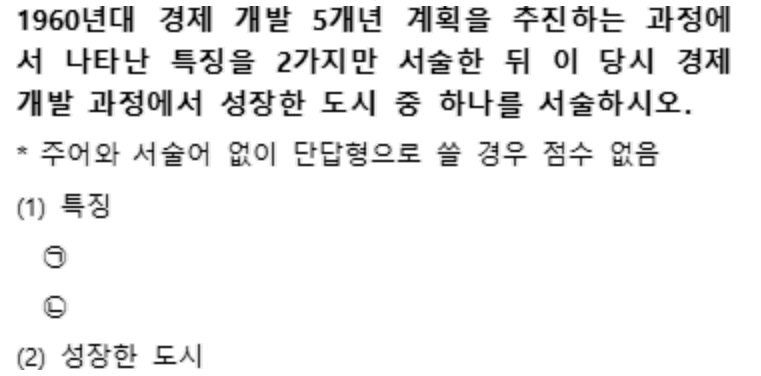 1960년대 경제 개발 5개년 계획을 추진하는 과정에
서 나타난 특징을 2가지만 서술한 뒤 이 당시 경제
개발 과정에서 성장한 도시 중 하나를 서술하시오.
* 주어와 서술어 없이 단답형으로 쓸 경우 점수 없음
(1) 특징
㉠
㉡
(2) 성장한 도시